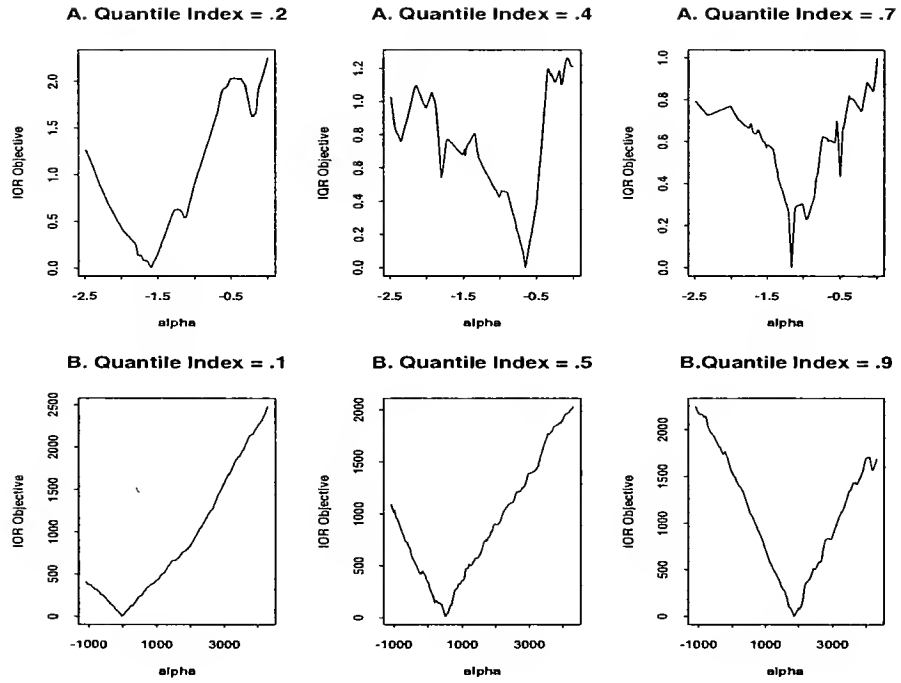 A. Quantile Index = .2
IQR Objective
0.0 0.5 1.0 1.5 2.0
-2.5 -1.5 -0.5
alpha
A. Quantile Index = .4
IQR Objective
0.0 0.2 0.4 0.6 0.8 1.0 1.2
-2.5 -1.5 -0.5
alpha
A. Quantile Index = .7
IQR Objective
0.0 0.2 0.4 0.6 0.8 1.0
-2.5 -1.5 -0.5
alpha
B. Quantile Index = .1
IQR Objective
0 500 1000 1500 2000 2500
-1000 1000 3000
alpha
B. Quantile Index = .5
IQR Objective
0 500 1000 1500 2000
-1000 1000 3000
alpha
B.Quantile Index = .9
IQR Objective
0 500 1000 1500 2000
-1000 1000 3000
alpha